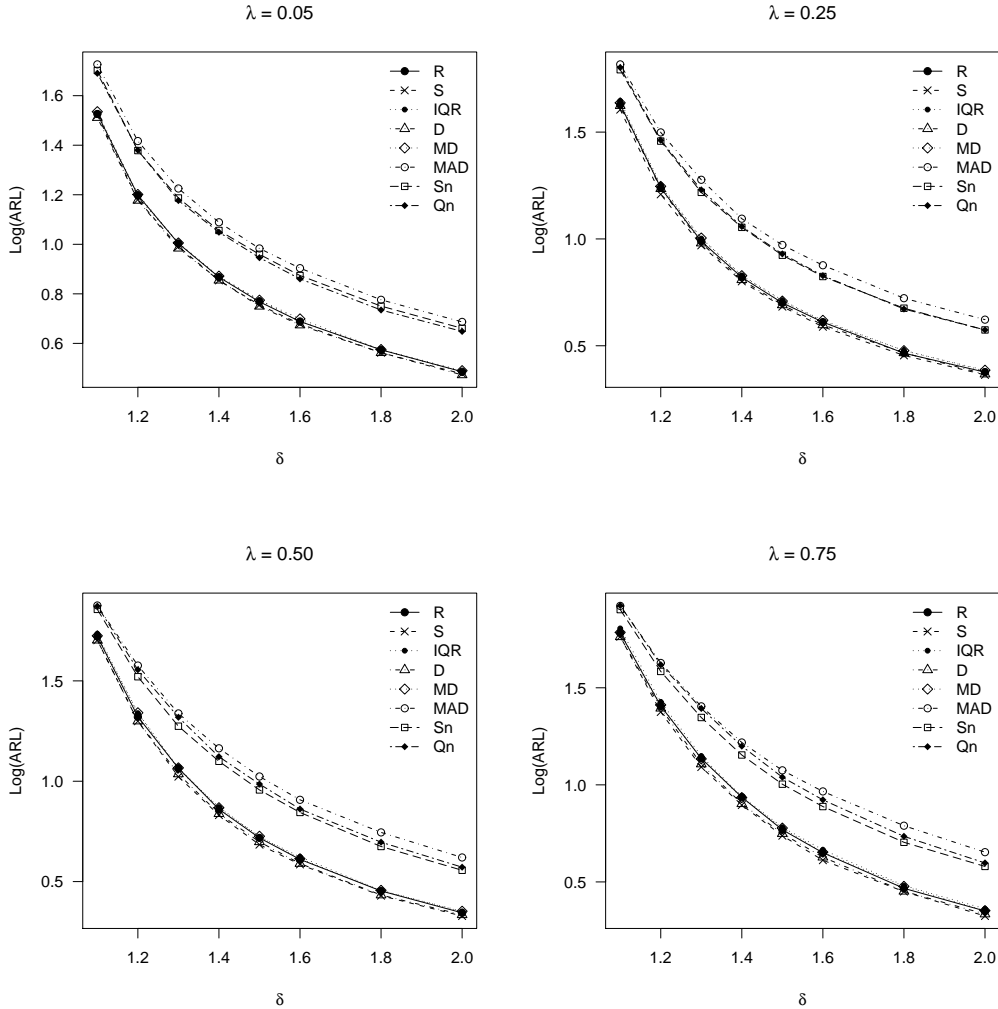 λ = 0.05
Log(ARL)
1.6
1.4
1.2
1.0
0.8
0.6
R
S
IQR
D
MD
MAD
Sn
Qn
1.2 1.4 1.6 1.8 2.0
δ
λ = 0.25
Log(ARL)
1.5
1.0
0.5
R
S
IQR
D
MD
MAD
Sn
Qn
1.2 1.4 1.6 1.8 2.0
δ
λ = 0.50
Log(ARL)
1.5
1.0
0.5
R
S
IQR
D
MD
MAD
Sn
Qn
1.2 1.4 1.6 1.8 2.0
δ
λ = 0.75
Log(ARL)
1.5
1.0
0.5
R
S
IQR
D
MD
MAD
Sn
Qn
1.2 1.4 1.6 1.8 2.0
δ